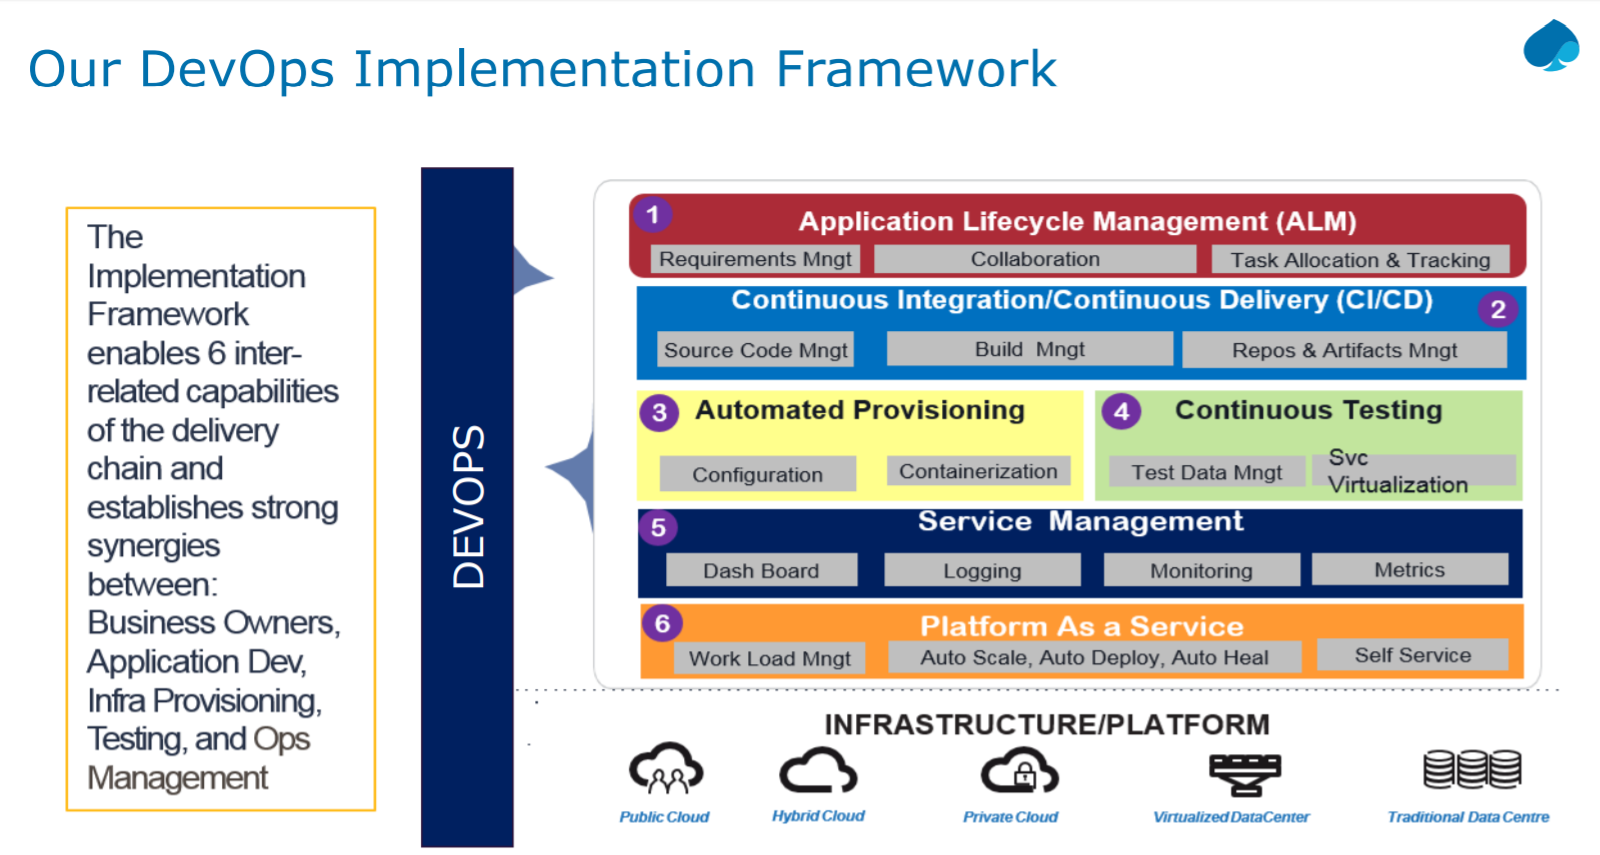 Our DevOps Implementation Framework
The
Implementation
Framework
enables 6 inter-
related capabilities
of the delivery
chain and
establishes strong
synergies
between:
Business Owners,
Application Dev,
Infra Provisioning,
Testing, and Ops
Management
DEVOPS
1
Application Lifecycle Management (ALM)
Requirements Mngt
Collaboration
Task Allocation & Tracking
Continuous Integration/Continuous Delivery (CI/CD)
2
Source Code Mngt
Build Mngt
Repos & Artifacts Mngt
3
Automated Provisioning
Configuration
Containerization
4
Continuous Testing
Test Data Mngt
Svc
Virtualization
5
Service Management
Dash Board
Logging
Monitoring
Metrics
6
Platform As a Service
Work Load Mngt
Auto Scale, Auto Deploy, Auto Heal
Self Service
INFRASTRUCTURE/PLATFORM
Public Cloud
Hybrid Cloud
Private Cloud
Virtualized DataCenter
Traditional Data Centre